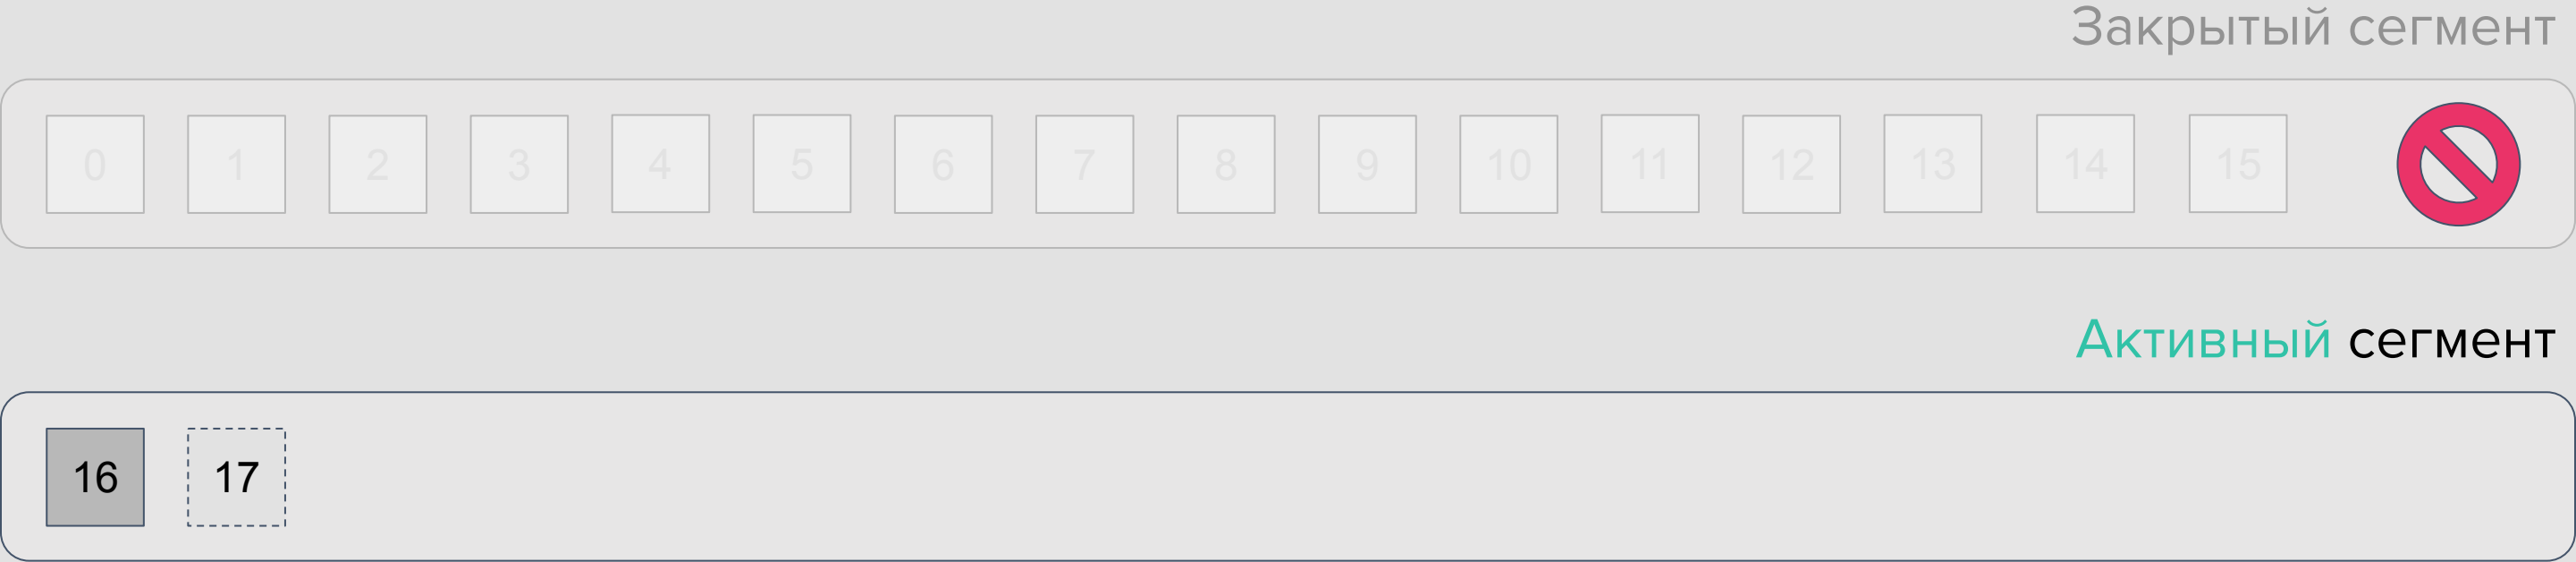 Закрытый сегмент
0 1 2 3 4 5 6 7 8 9 10 11 12 13 14 15
Активный сегмент
16 17